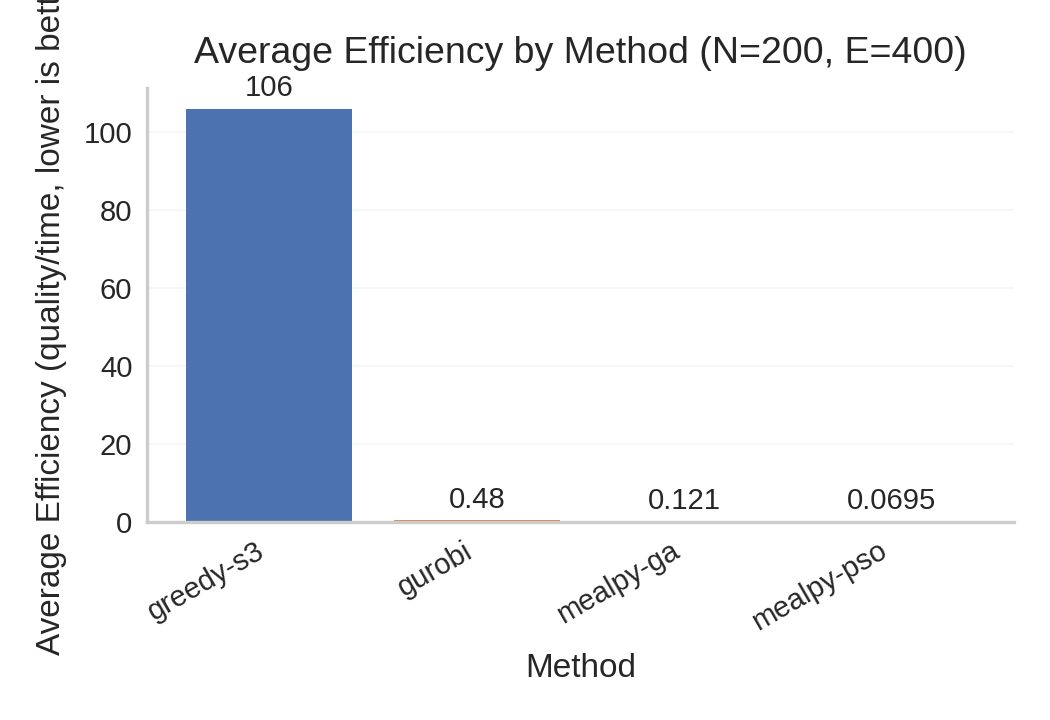 Average Efficiency by Method (N=200, E=400)
Average Efficiency (quality/time, lower is
106
100
80
60
40
20
0
0.48
0.121
0.0695
greedy-s3
gurobi
mealpy-ga
mealpy-pso
Method